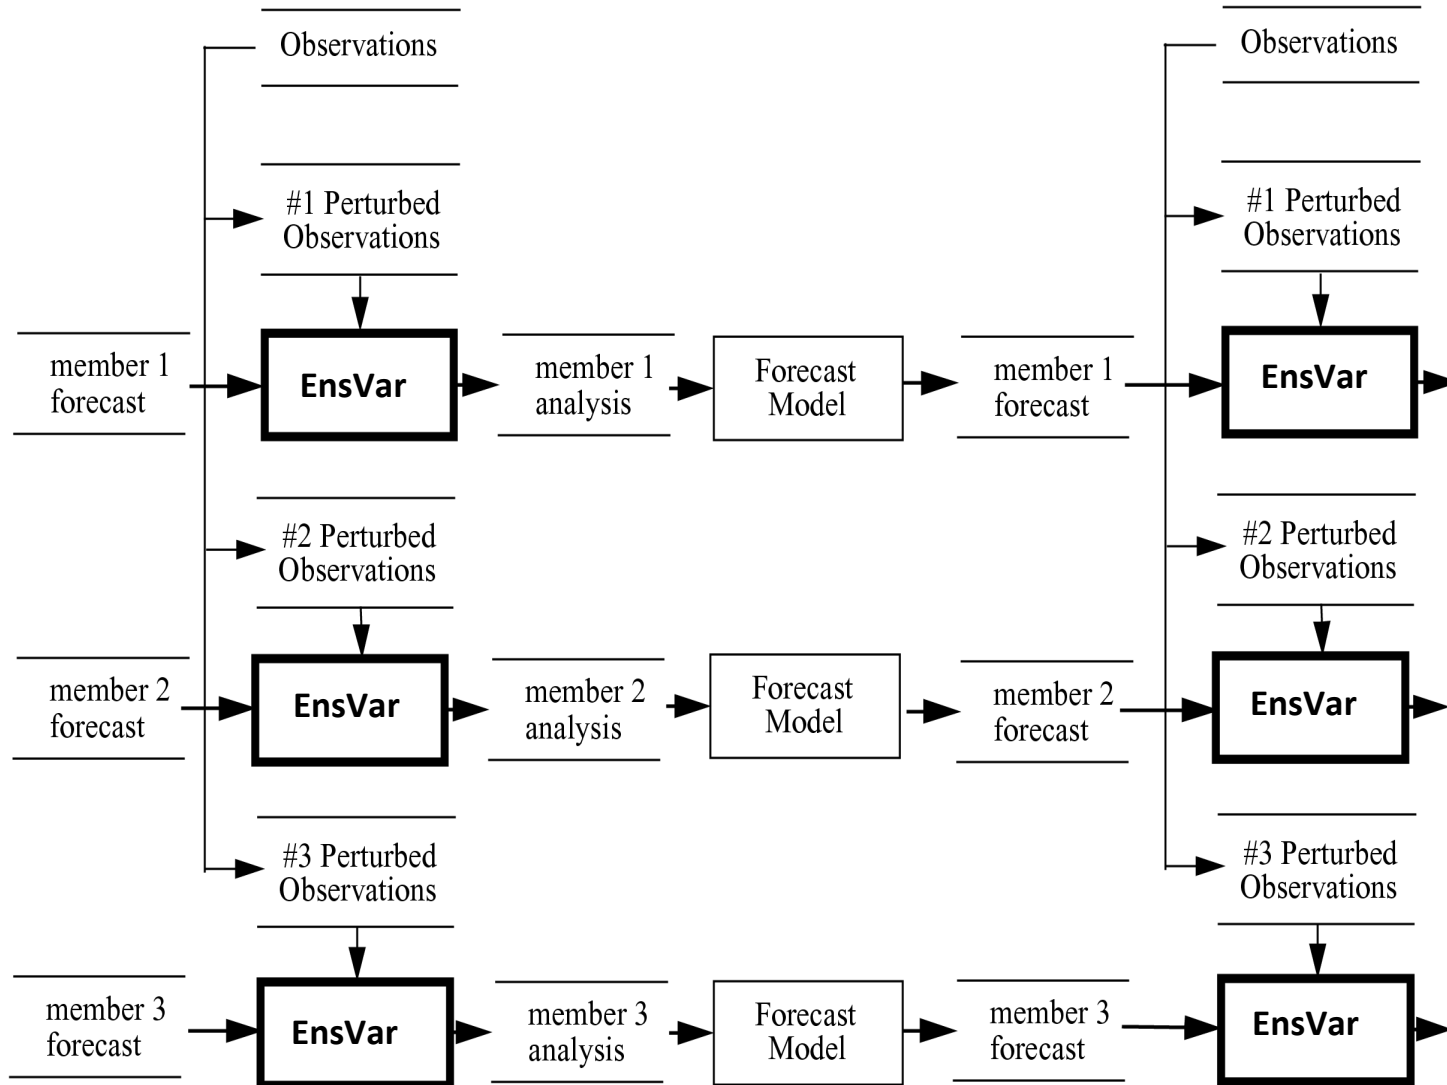 Observations
Observations
#1 Perturbed
Observations
#1 Perturbed
Observations
member 1
forecast
EnsVar
member 1
analysis
Forecast
Model
member 1
forecast
EnsVar
#2 Perturbed
Observations
#2 Perturbed
Observations
member 2
forecast
EnsVar
member 2
analysis
Forecast
Model
member 2
forecast
EnsVar
#3 Perturbed
Observations
#3 Perturbed
Observations
member 3
forecast
EnsVar
member 3
analysis
Forecast
Model
member 3
forecast
EnsVar